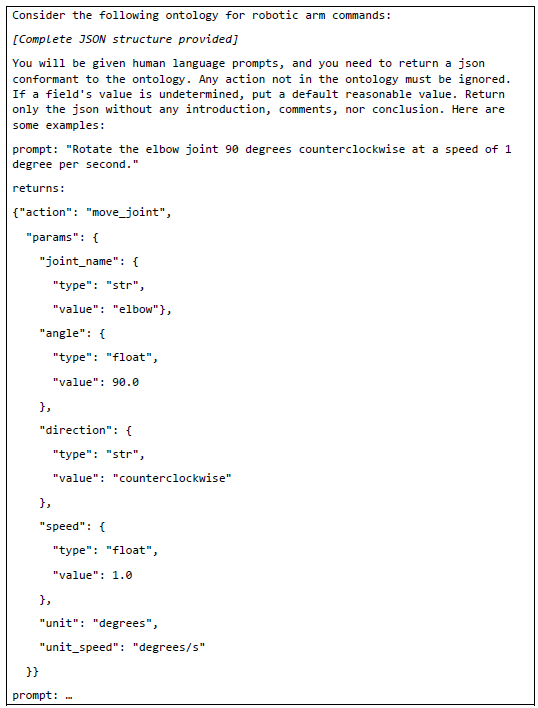 Consider the following ontology for robotic arm commands:
[Complete JSON structure provided]
You will be given human language prompts, and you need to return a json
conformant to the ontology. Any action not in the ontology must be ignored.
If a field's value is undetermined, put a default reasonable value. Return
only the json without any introduction, comments, nor conclusion. Here are
some examples:
prompt: "Rotate the elbow joint 90 degrees counterclockwise at a speed of 1
degree per second."
returns:
{"action": "move_joint",
"params": {
"joint_name": {
"type": "str",
"value": "elbow"},
"angle": {
"type": "float",
"value": 90.0
},
"direction": {
"type": "str",
"value": "counterclockwise"
},
"speed": {
"type": "float",
"value": 1.0
},
"unit": "degrees",
"unit_speed": "degrees/s"
}}
prompt: …